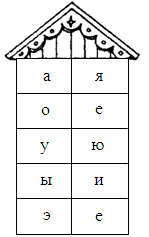 а я
о е
у ю
ы и
э е